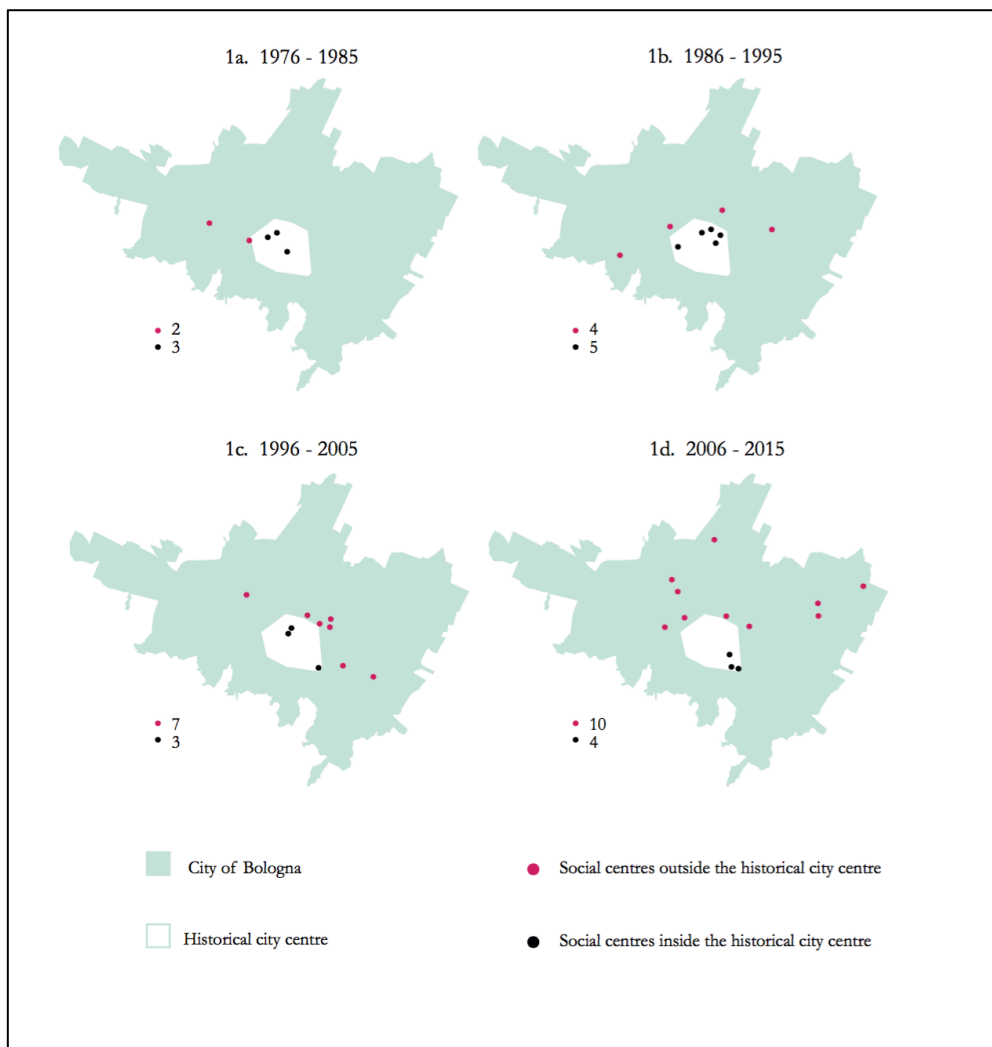 1a. 1976 - 1985
1b. 1986 - 1995
2
3
4
5
1c. 1996 - 2005
1d. 2006 - 2015
7
3
10
4
City of Bologna
Social centres outside the historical city centre
Historical city centre
Social centres inside the historical city centre